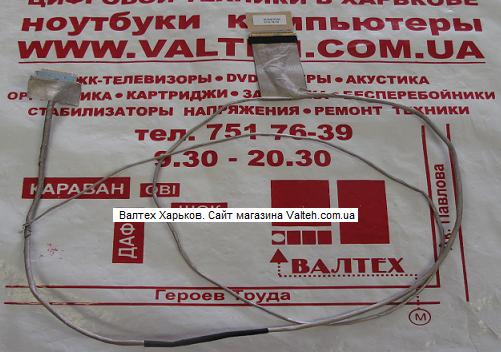 ЦИФРОВОЙ ТЕХНИКИ В ХАРЬКОВЕ
ноутбуки компьютеры
WWW.VALTEH.COM.UA
ЖК-ТЕЛЕВИЗОРЫ • DVD • АКУСТИКА
КАРТРИДЖИ • БЕСПЕРЕБОЙНИКИ
СТАБИЛИЗАТОРЫ НАПРЯЖЕНИЯ • РЕМОНТ ТЕХНИКИ
тел. 751-76-39
9.30 - 20.30
КАРАВАН
OBI
ДАФИ
Валтех Харьков. Сайт магазина Valteh.com.ua
ВАЛТЕХ
Героев Труда
Павлова
М